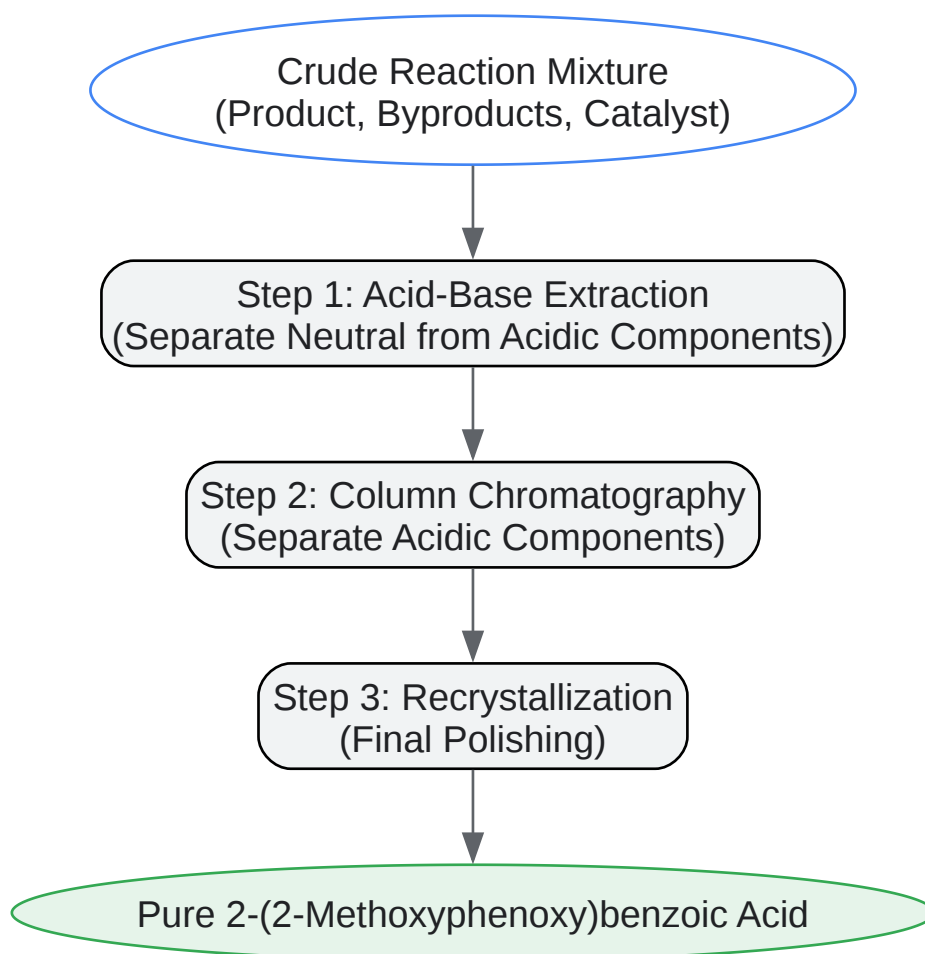 Crude Reaction Mixture
(Product, Byproducts, Catalyst)
Step 1: Acid-Base Extraction
(Separate Neutral from Acidic Components)
Step 2: Column Chromatography
(Separate Acidic Components)
Step 3: Recrystallization
(Final Polishing)
Pure 2-(2-Methoxyphenoxy)benzoic Acid